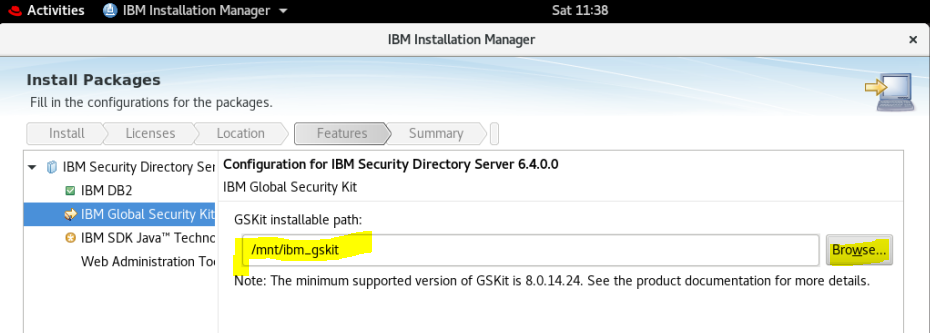 Activities IBM Installation Manager Sat 11:38
IBM Installation Manager ×
Install Packages
Fill in the configurations for the packages.
Install Licenses Location Features Summary
IBM Security Directory Ser
IBM DB2
IBM Global Security Kit
IBM SDK Java™ Techno
Web Administration Too
Configuration for IBM Security Directory Server 6.4.0.0
IBM Global Security Kit
GSKit installable path:
/mnt/ibm_gskit Browse...
Note: The minimum supported version of GSKit is 8.0.14.24. See the product documentation for more details.